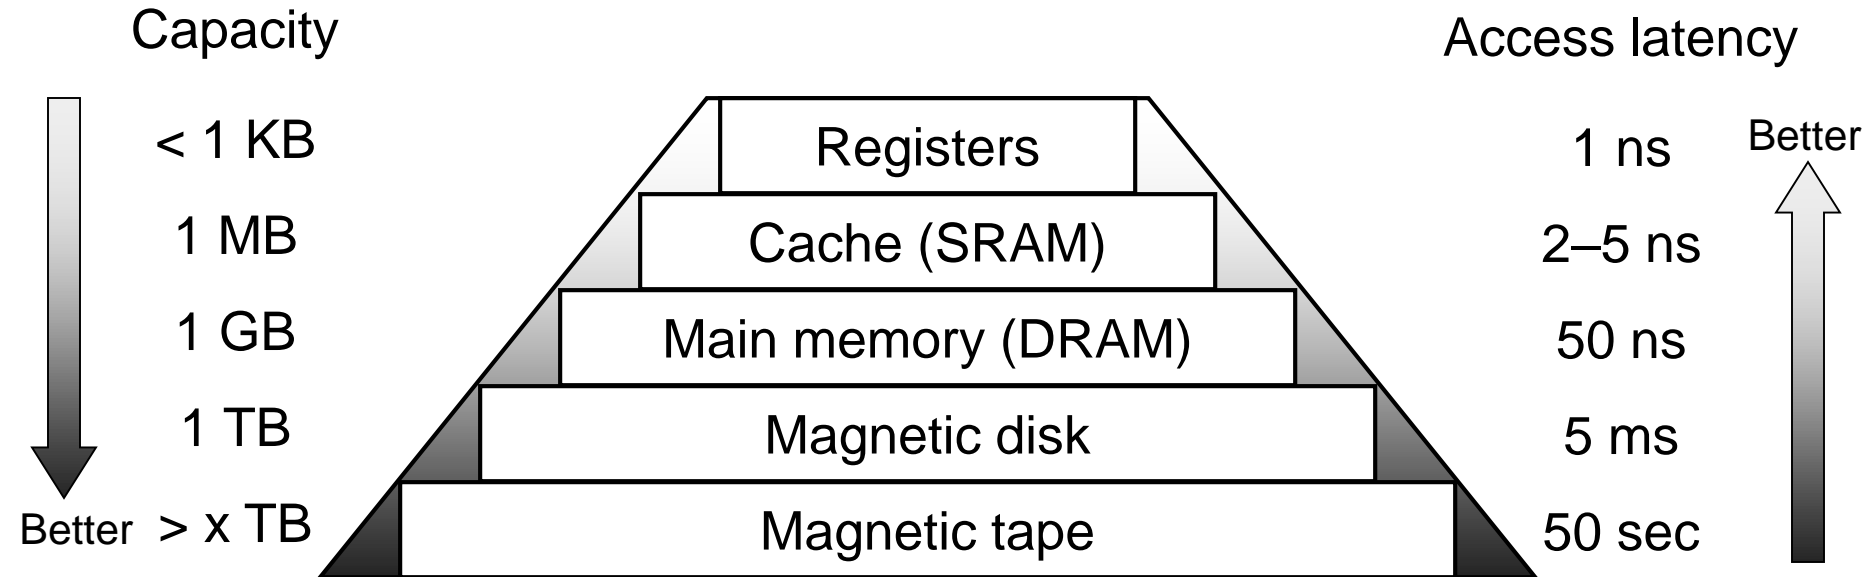 Capacity Access latency
< 1 KB Registers 1 ns Better
1 MB Cache (SRAM) 2–5 ns
1 GB Main memory (DRAM) 50 ns
1 TB Magnetic disk 5 ms
Better > x TB Magnetic tape 50 sec